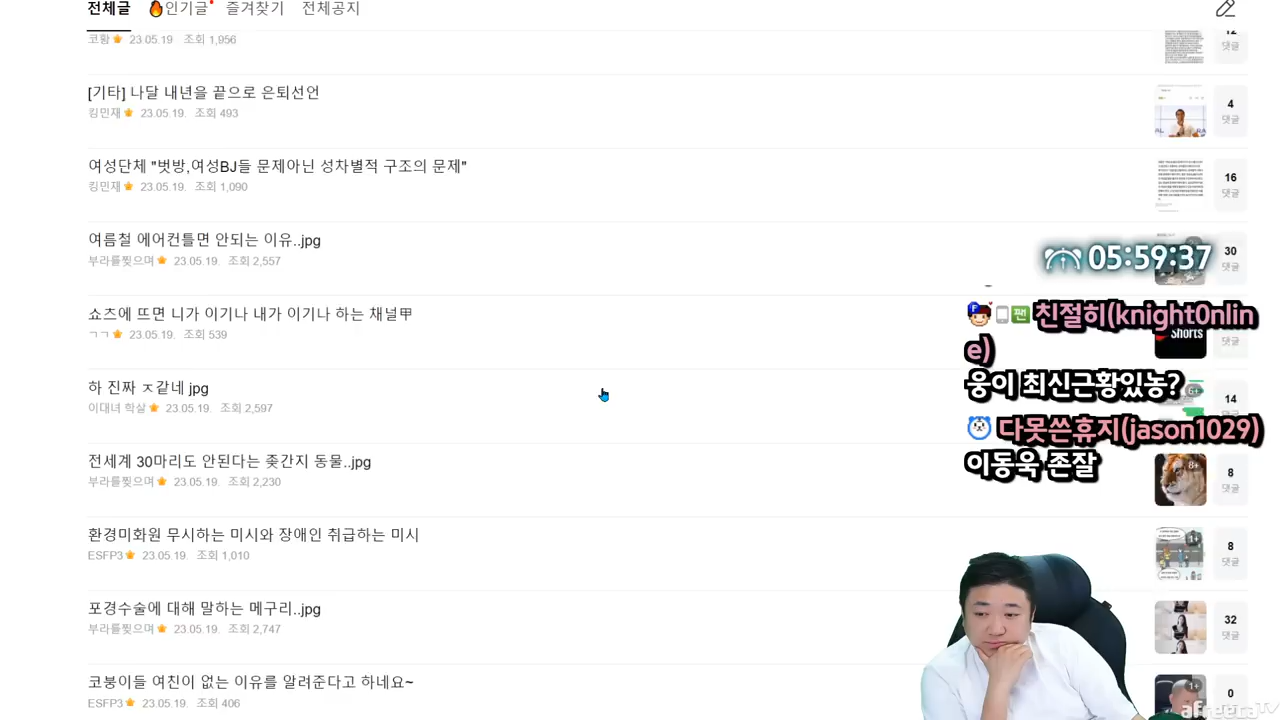 전체글 인기글 즐겨찾기 전체공지
코황 23.05.19 조회 1,956
12
댓글
[기타] 나달 내년을 끝으로 은퇴선언
킹민재 23.05.19. 조회 493
4
댓글
여성단체 "벗방,여성BJ들 문제아닌 성차별적 구조의 문제"
킹민재 23.05.19. 조회 1,090
16
댓글
여름철 에어컨틀면 안되는 이유..jpg
부라를찢으며 23.05.19. 조회 2,557
30
댓글
05:59:37
쇼츠에 뜨면 니가 이기나 내가 이기나 하는 채널甲
ㄱㄱ 23.05.19. 조회 539
Shorts
댓글
친절히(knight0nlin
e)
웅이 최신근황있농?
하 진짜 ㅈ같네 jpg
이대녀 학살 23.05.19. 조회 2,597
6+
14
댓글
다못쓴휴지(jason1029)
이동욱 존잘
전세계 30마리도 안된다는 좆간지 동물..jpg
부라를찢으며 23.05.19. 조회 2,230
8+
8
댓글
환경미화원 무시하는 미시와 장애인 취급하는 미시
ESFP3 23.05.19. 조회 1,010
1+
8
댓글
포경수술에 대해 말하는 메구리..jpg
부라를찢으며 23.05.19. 조회 2,747
32
댓글
코붕이들 여친이 없는 이유를 알려준다고 하네요~
ESFP3 23.05.19. 조회 406
1+
0
afreecaTV